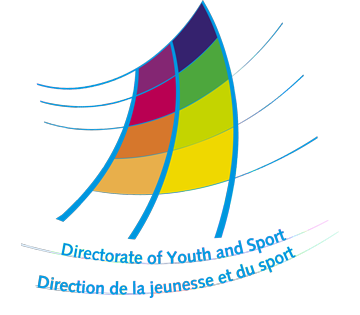 Directorate of Youth and Sport
Direction de la jeunesse et du sport